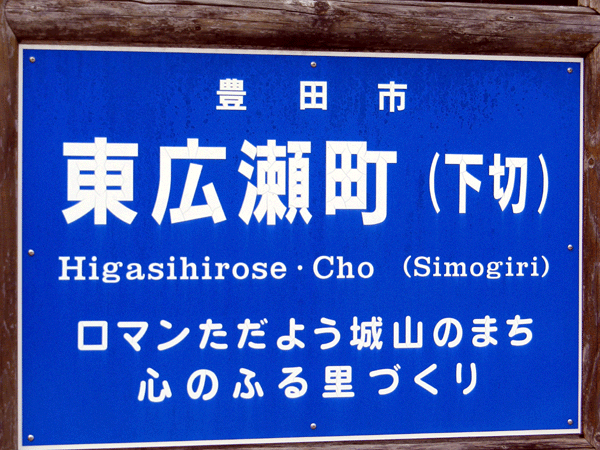 豊田市
東広瀬町(下切)
Higasihirose・Cho (Simogiri)
ロマンただよう城山のまち
心のふる里づくり